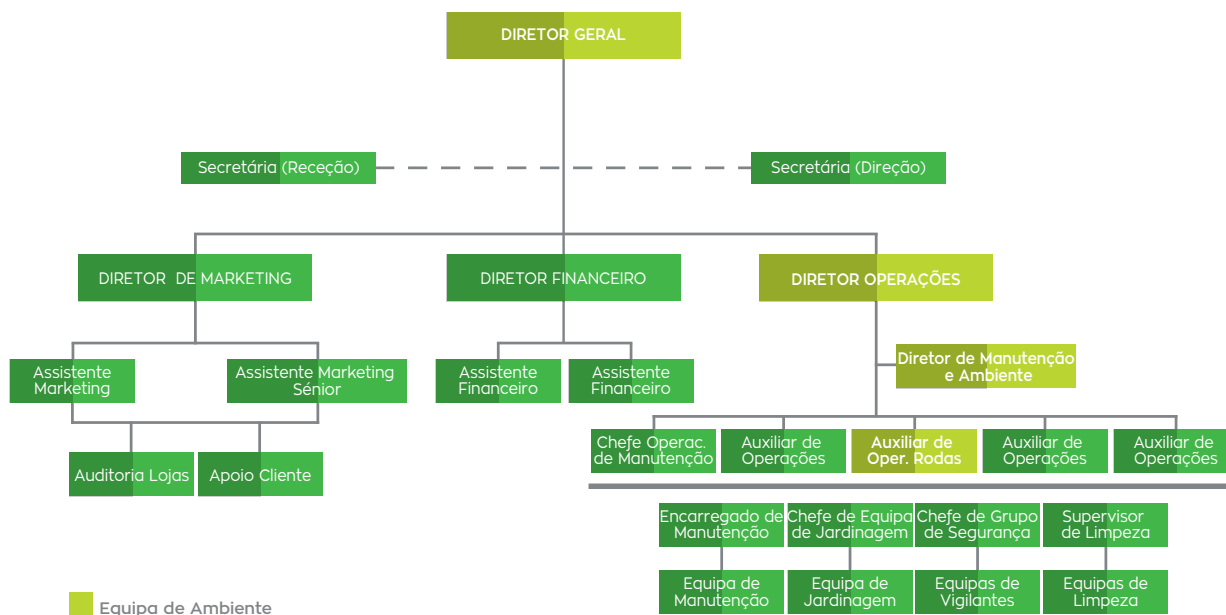 DIRETOR GERAL
Secretária (Receção)
Secretária (Direção)
DIRETOR DE MARKETING
DIRETOR FINANCEIRO
DIRETOR OPERAÇÕES
Diretor de Manutenção
e Ambiente
Assistente
Marketing
Assistente Marketing
Sénior
Assistente
Financeiro
Assistente
Financeiro
Chefe Operac.
de Manutenção
Auxiliar de
Operações
Auxiliar de
Oper. Rodas
Auxiliar de
Operações
Auxiliar de
Operações
Auditoria Lojas
Apoio Cliente
Encarregado de
Manutenção
Chefe de Equipa
de Jardinagem
Chefe de Grupo
de Segurança
Supervisor
de Limpeza
Equipa de
Manutenção
Equipa de
Jardinagem
Equipas de
Vigilantes
Equipas de
Limpeza
Equipa de Ambiente